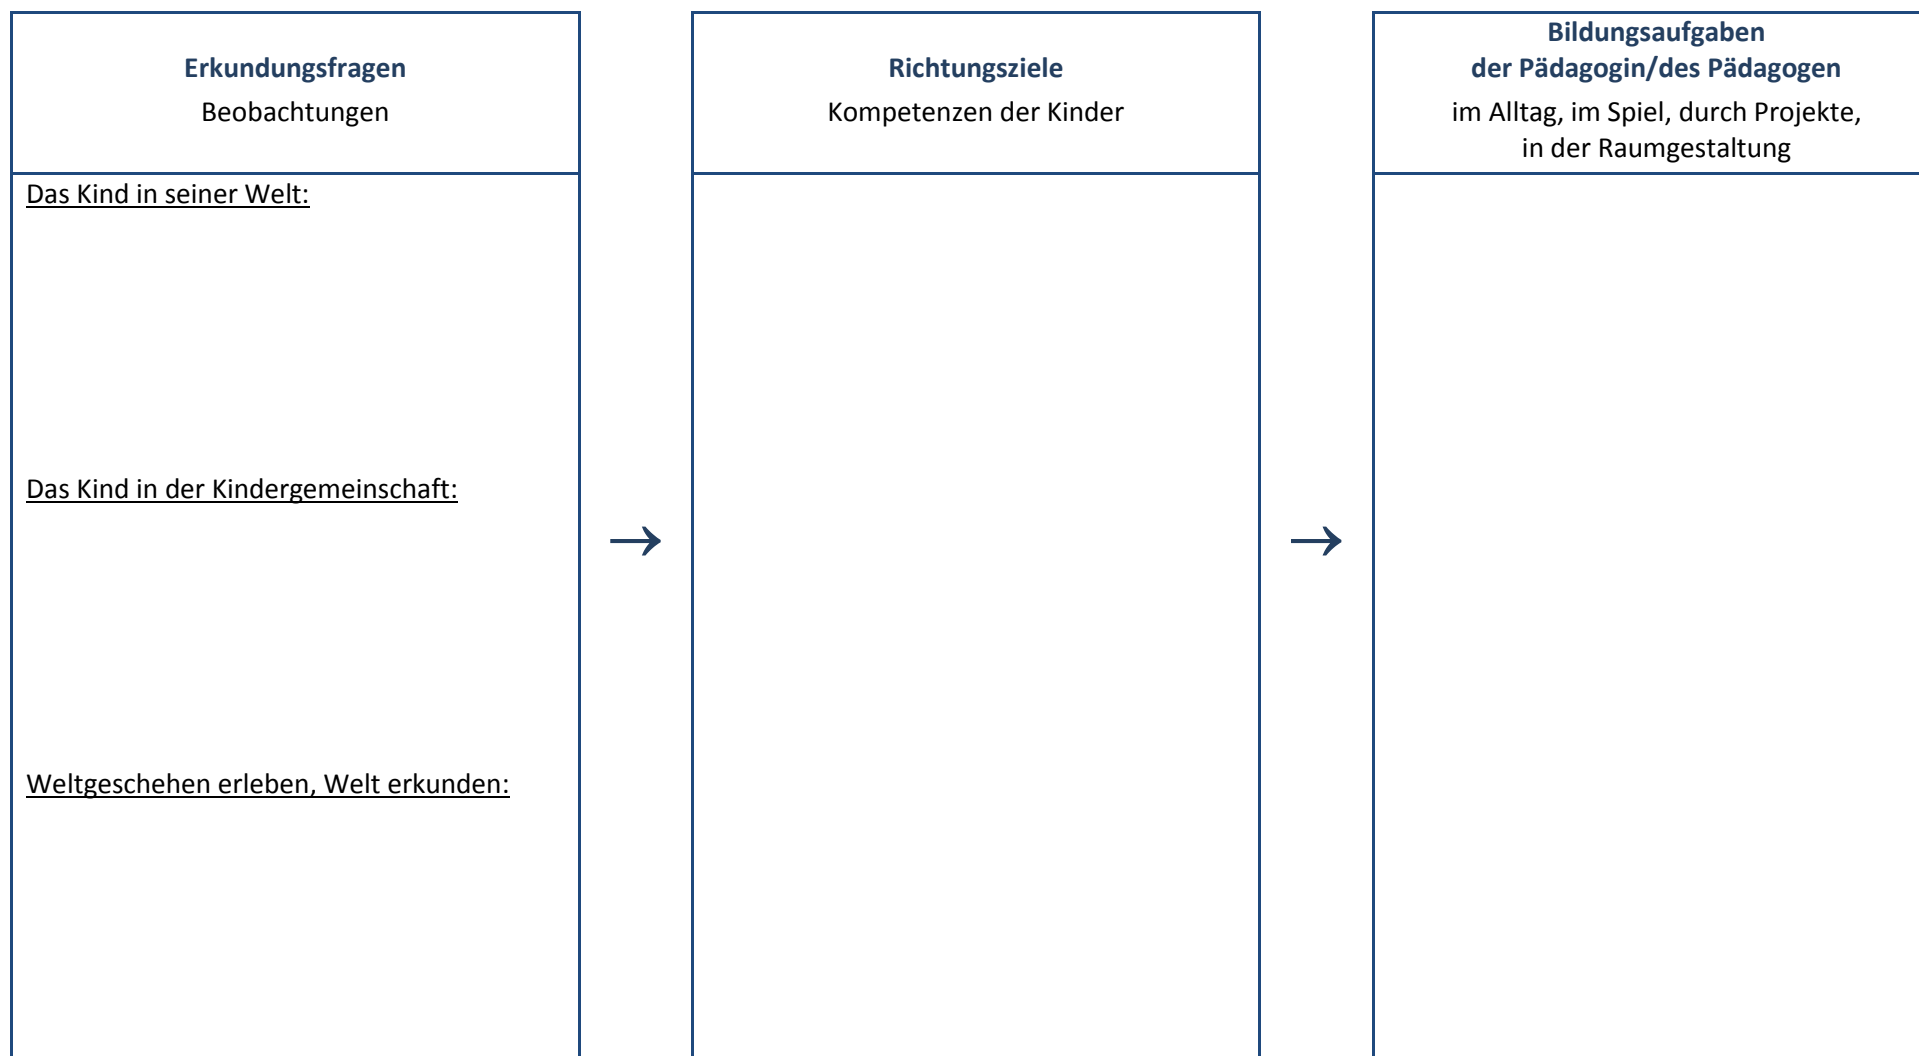 Erkundungsfragen
Beobachtungen
Richtungsziele
Kompetenzen der Kinder
Bildungsaufgaben
der Pädagogin/des Pädagogen
im Alltag, im Spiel, durch Projekte,
in der Raumgestaltung
Das Kind in seiner Welt:
Das Kind in der Kindergemeinschaft:
→
→
Weltgeschehen erleben, Welt erkunden: